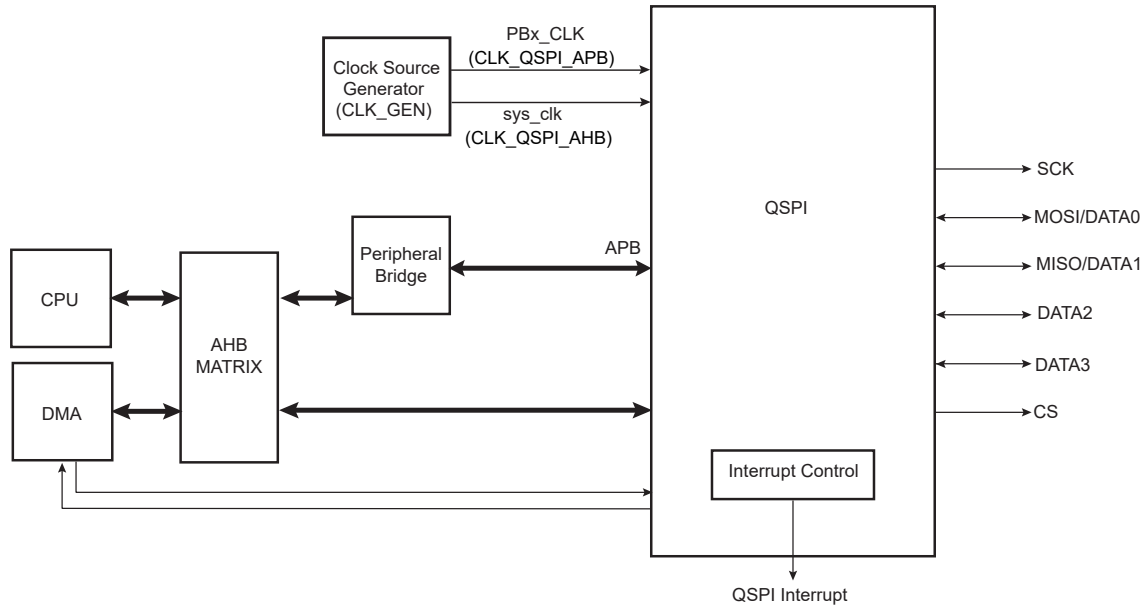 PBx_CLK
(CLK_QSPI_APB)
Clock Source
Generator
(CLK_GEN)
sys_clk
(CLK_QSPI_AHB)
QSPI
SCK
MOSI/DATA0
MISO/DATA1
DATA2
DATA3
CS
Peripheral
Bridge
APB
CPU
AHB
MATRIX
DMA
Interrupt Control
QSPI Interrupt